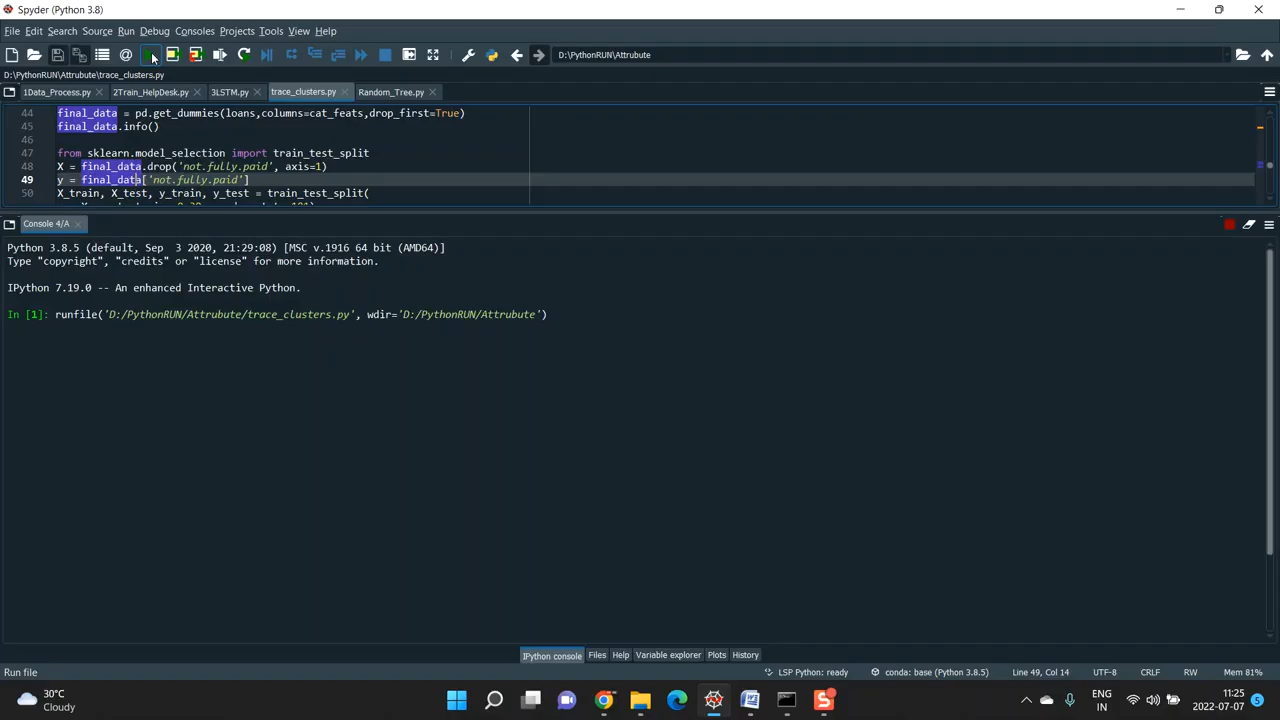 Spyder (Python 3.8)
File Edit Search Source Run Debug Consoles Projects Tools View Help
D:\PythonRUN\Attrubute
D:\PythonRUN\Attrubute\trace_clusters.py
1Data_Process.py 2Train_HelpDesk.py 3LSTM.py trace_clusters.py Random_Tree.py
44 final_data = pd.get_dummies(loans,columns=cat_feats,drop_first=True)
45 final_data.info()
46
47 from sklearn.model_selection import train_test_split
48 X = final_data.drop('not.fully.paid', axis=1)
49 y = final_data['not.fully.paid']
50 X_train, X_test, y_train, y_test = train_test_split(
Console 4/A
Python 3.8.5 (default, Sep 3 2020, 21:29:08) [MSC v.1916 64 bit (AMD64)]
Type "copyright", "credits" or "license" for more information.
IPython 7.19.0 -- An enhanced Interactive Python.
In [1]: runfile('D:/PythonRUN/Attrubute/trace_clusters.py', wdir='D:/PythonRUN/Attrubute')
IPython console Files Help Variable explorer Plots History
Run file LSP Python: ready conda: base (Python 3.8.5) Line 49, Col 14 UTF-8 CRLF RW Mem 81%
30°C
Cloudy
ENG
IN
11:25
2022-07-07
5